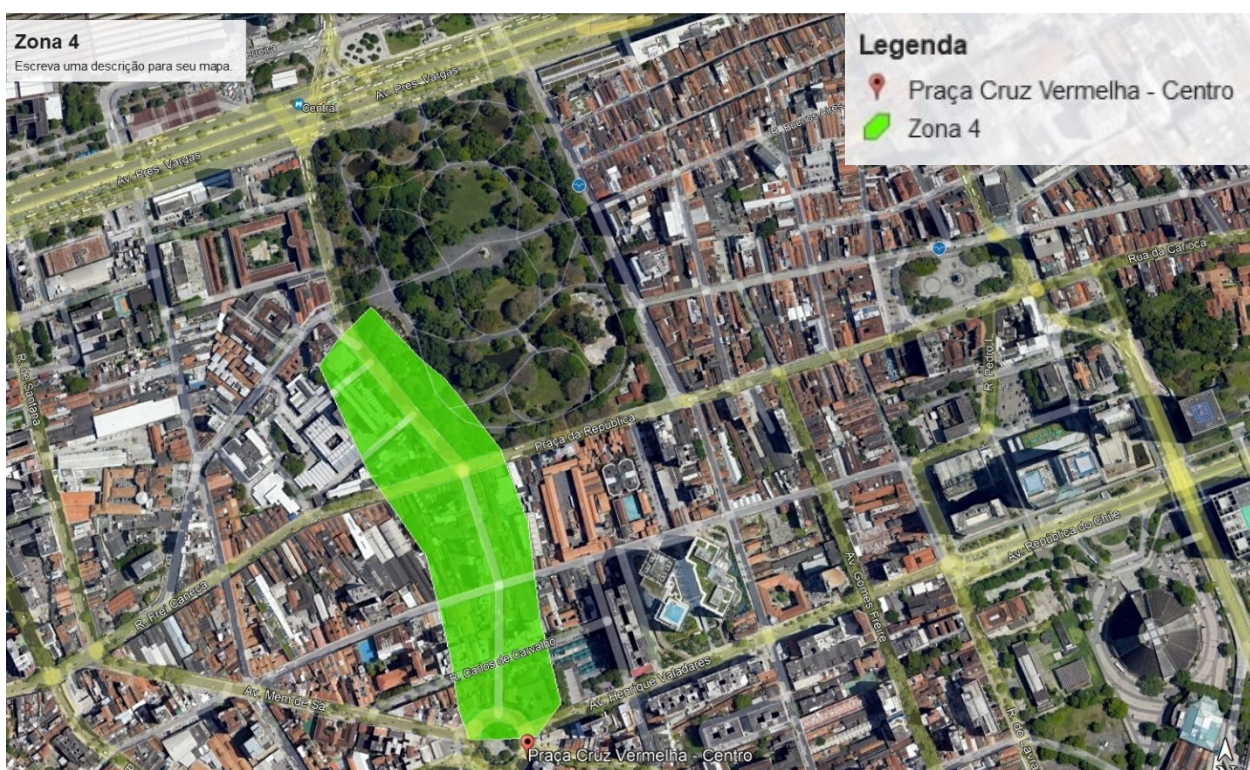 Zona 4
Escreva uma descrição para seu mapa.
Legenda
Praça Cruz Vermelha - Centro
Zona 4
Av. Pres. Vargas
Central
Av. Pres. Vargas
R. Buenos Aires
Rua da Carioca
R. de Santana
R. Pedro I
Praça da República
Av. República do Chile
R. Frei Caneca
Av. Gomes Freire
R. Carlos de Carvalho
Av. Henrique Valadares
Av. Mem de Sá
Praça Cruz Vermelha - Centro